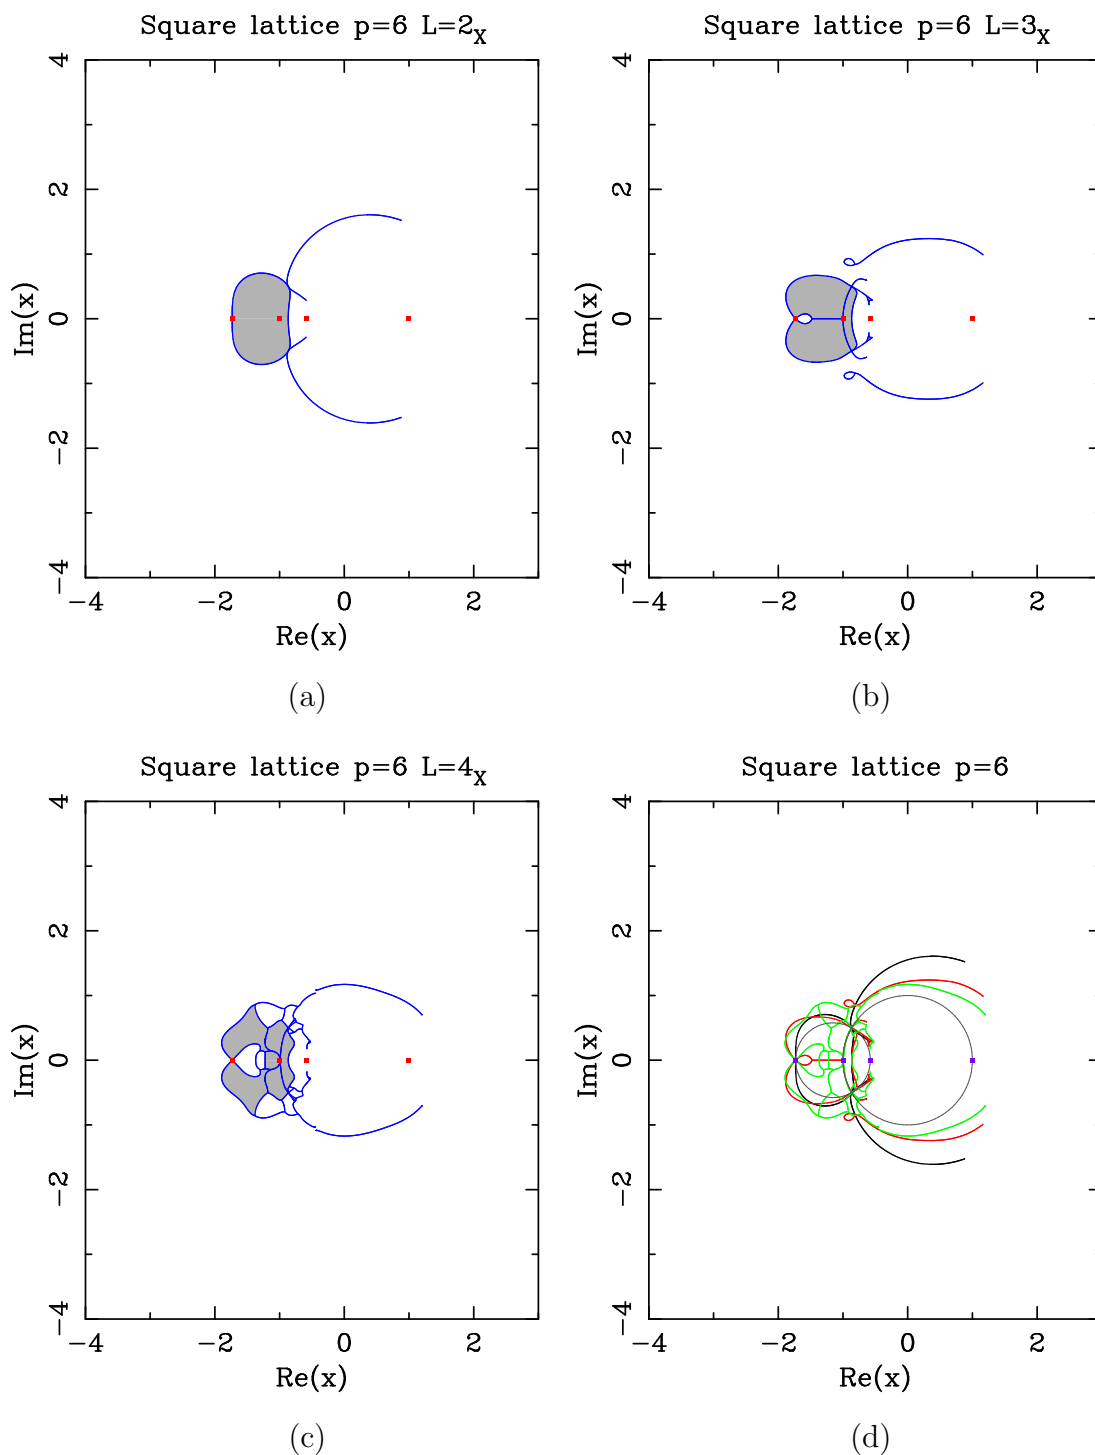 Square lattice p=6 L=2X
4
2
0
−2
−4
Im(x)
−4
−2
0
2
Re(x)
(a)
Square lattice p=6 L=3X
4
2
0
−2
−4
Im(x)
−4
−2
0
2
Re(x)
(b)
Square lattice p=6 L=4X
4
2
0
−2
−4
Im(x)
−4
−2
0
2
Re(x)
(c)
Square lattice p=6
4
2
0
−2
−4
Im(x)
−4
−2
0
2
Re(x)
(d)